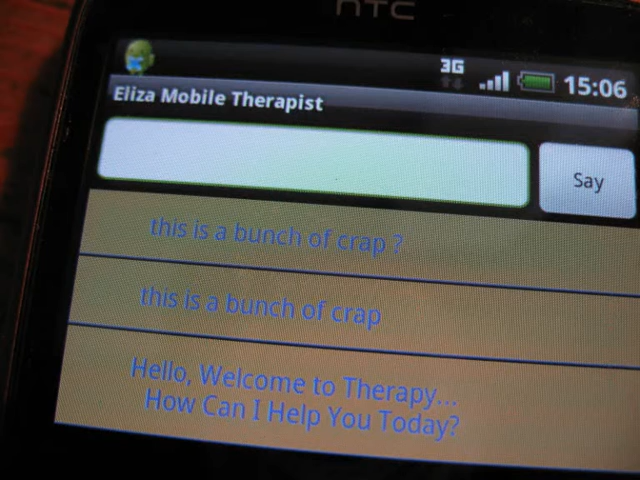 hTC
3G
15:06
Eliza Mobile Therapist
Say
this is a bunch of crap ?
this is a bunch of crap
Hello, Welcome to Therapy...
How Can I Help You Today?